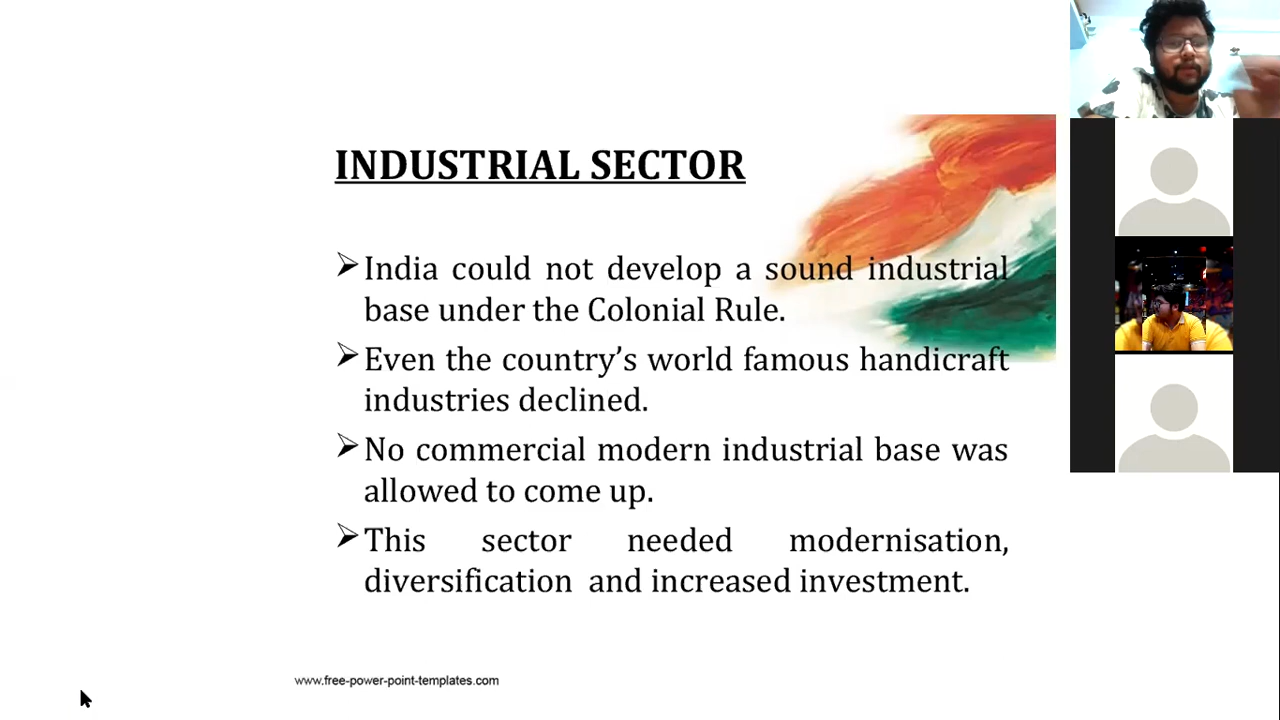 INDUSTRIAL SECTOR
India could not develop a sound industrial
base under the Colonial Rule.
Even the country’s world famous handicraft
industries declined.
No commercial modern industrial base was
allowed to come up.
This sector needed modernisation,
diversification and increased investment.
www.free-power-point-templates.com